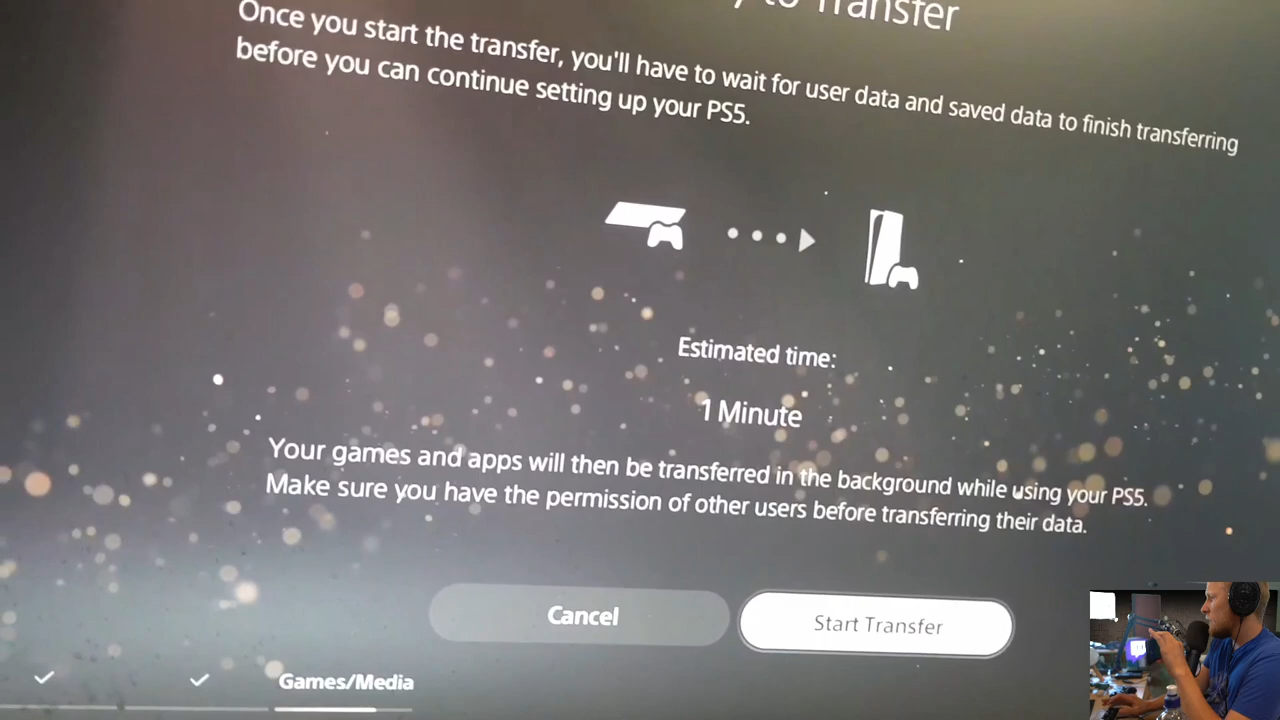 to Transfer
Once you start the transfer, you'll have to wait for user data and saved data to finish transferring
before you can continue setting up your PS5.
Estimated time:
1 Minute
Your games and apps will then be transferred in the background while using your PS5.
Make sure you have the permission of other users before transferring their data.
Cancel
Start Transfer
Games/Media